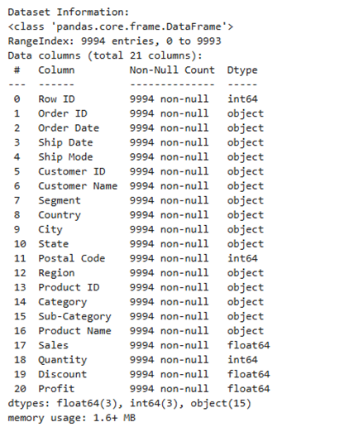 Dataset Information:
<class 'pandas.core.frame.DataFrame'>
RangeIndex: 9994 entries, 0 to 9993
Data columns (total 21 columns):
 #   Column         Non-Null Count  Dtype
---  ------         --------------  -----
 0   Row ID         9994 non-null   int64
 1   Order ID       9994 non-null   object
 2   Order Date     9994 non-null   object
 3   Ship Date      9994 non-null   object
 4   Ship Mode      9994 non-null   object
 5   Customer ID    9994 non-null   object
 6   Customer Name  9994 non-null   object
 7   Segment        9994 non-null   object
 8   Country        9994 non-null   object
 9   City           9994 non-null   object
 10  State          9994 non-null   object
 11  Postal Code    9994 non-null   int64
 12  Region         9994 non-null   object
 13  Product ID     9994 non-null   object
 14  Category       9994 non-null   object
 15  Sub-Category   9994 non-null   object
 16  Product Name   9994 non-null   object
 17  Sales          9994 non-null   float64
 18  Quantity       9994 non-null   int64
 19  Discount       9994 non-null   float64
 20  Profit         9994 non-null   float64
dtypes: float64(3), int64(3), object(15)
memory usage: 1.6+ MB